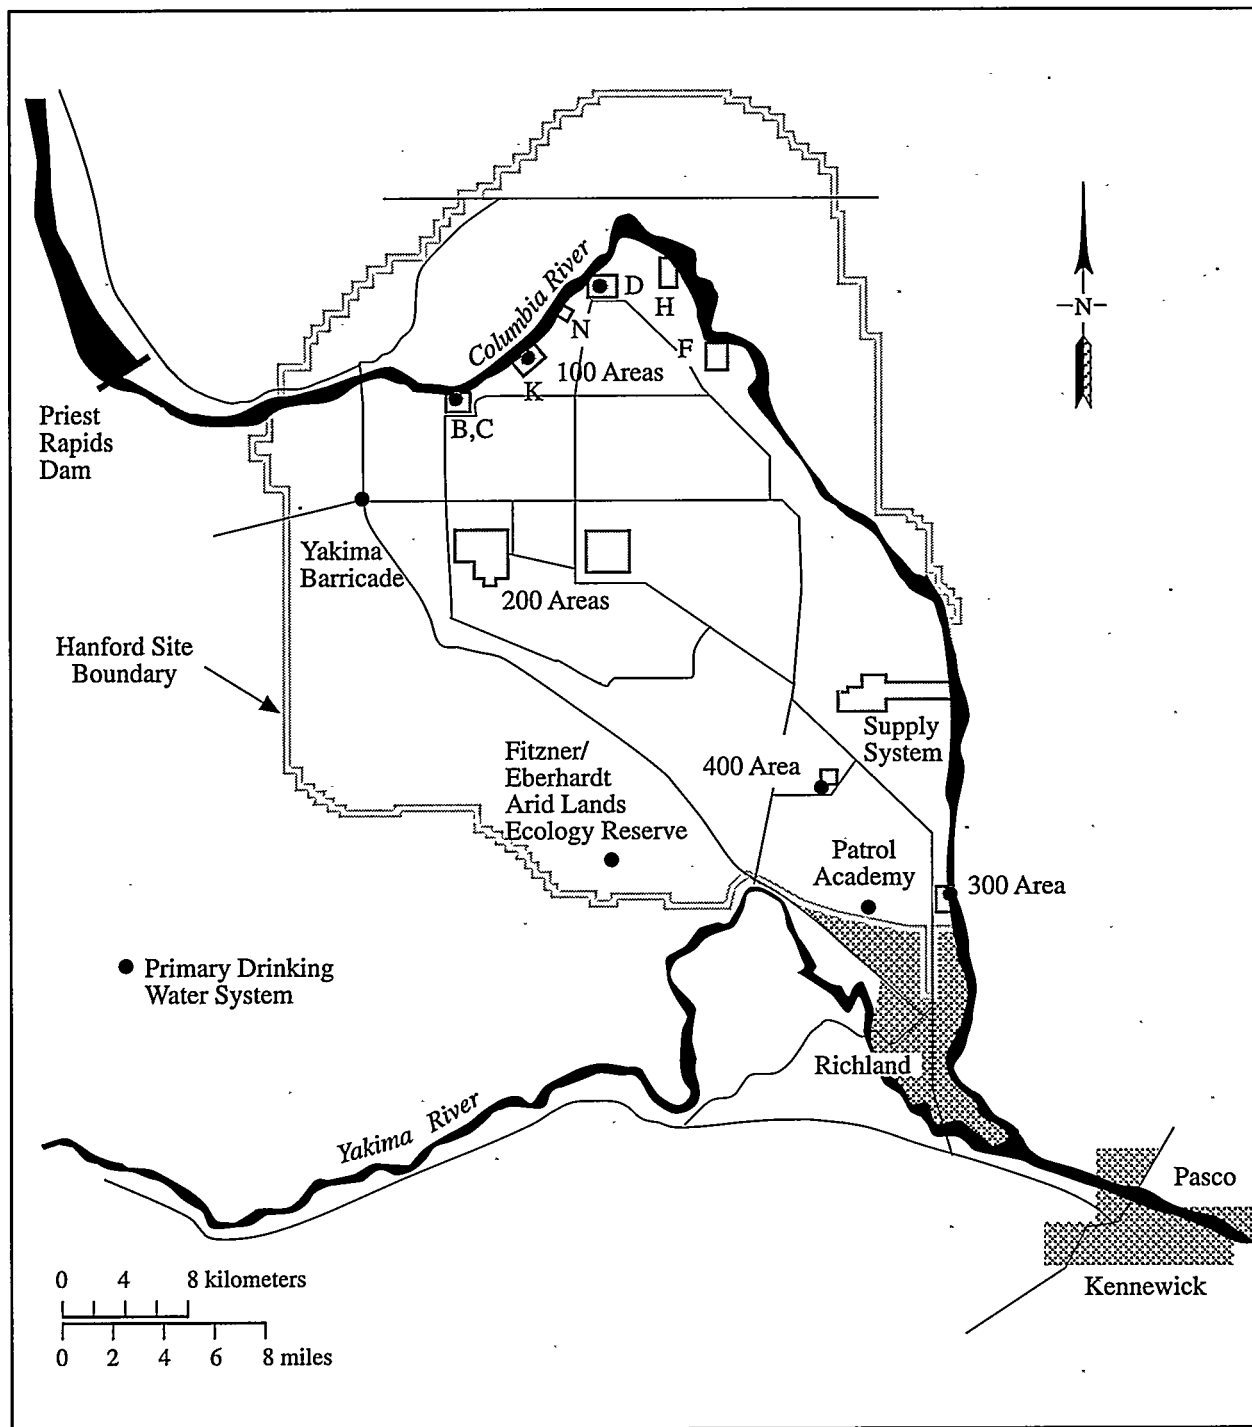 Columbia River
D
H
N
F
100 Areas
K
B,C
N
Priest
Rapids
Dam
Yakima
Barricade
200 Areas
Hanford Site
Boundary
Supply
System
Fitzner/
Eberhardt
Arid Lands
Ecology Reserve
400 Area
Patrol
Academy
300 Area
Primary Drinking
Water System
Richland
Yakima River
Pasco
Kennewick
0 4 8 kilometers
0 2 4 6 8 miles